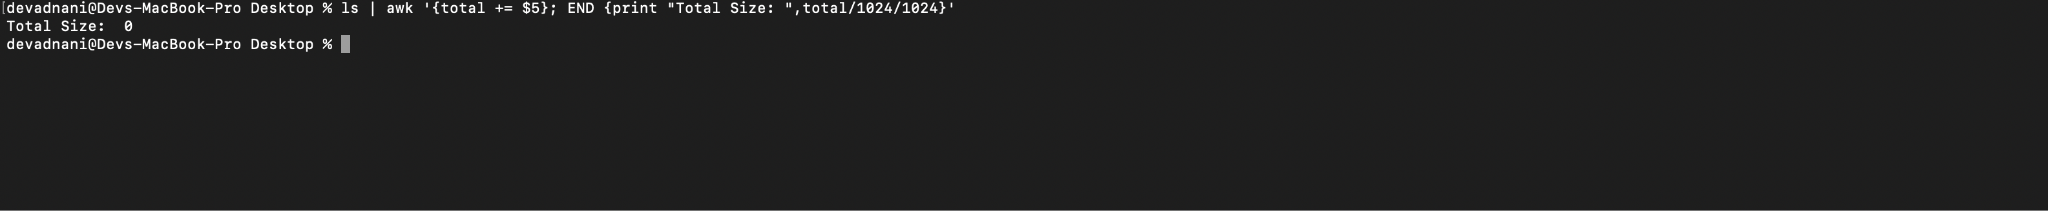 [devadnani@Devs-MacBook-Pro Desktop % ls | awk '{total += $5}; END {print "Total Size: ",total/1024/1024}'
Total Size:  0
devadnani@Devs-MacBook-Pro Desktop %